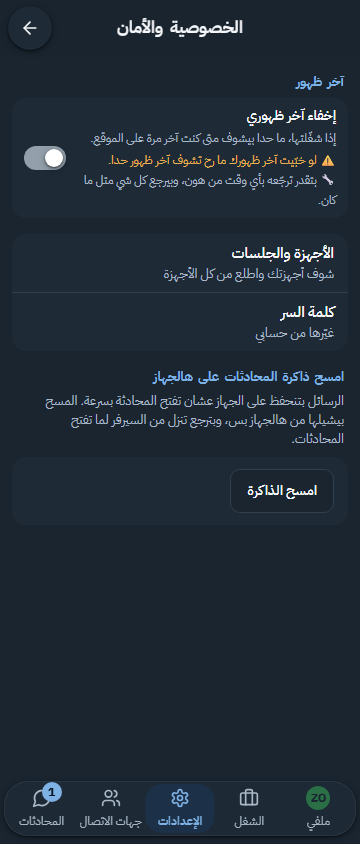 الخصوصية والأمان
آخر ظهور
إخفاء آخر ظهوري
إذا شغّلتها، ما حدا بيشوف متى كنت آخر مرة على الموقع.
⚠️ لو خبّيت آخر ظهورك ما رح تشوف آخر ظهور حدا.
🔧 بتقدر ترجّعه بأي وقت من هون، وبيرجع كل شي مثل ما
كان.
الأجهزة والجلسات
شوف أجهزتك واطلع من كل الأجهزة
كلمة السر
غيّرها من حسابي
امسح ذاكرة المحادثات على هالجهاز
الرسائل بتنحفظ على الجهاز عشان تفتح المحادثة بسرعة. المسح
بيشيلها من هالجهاز بس، وبترجع تنزل من السيرفر لما تفتح
المحادثات.
امسح الذاكرة
ZO
ملفي
الشغل
الإعدادات
جهات الاتصال
1
المحادثات